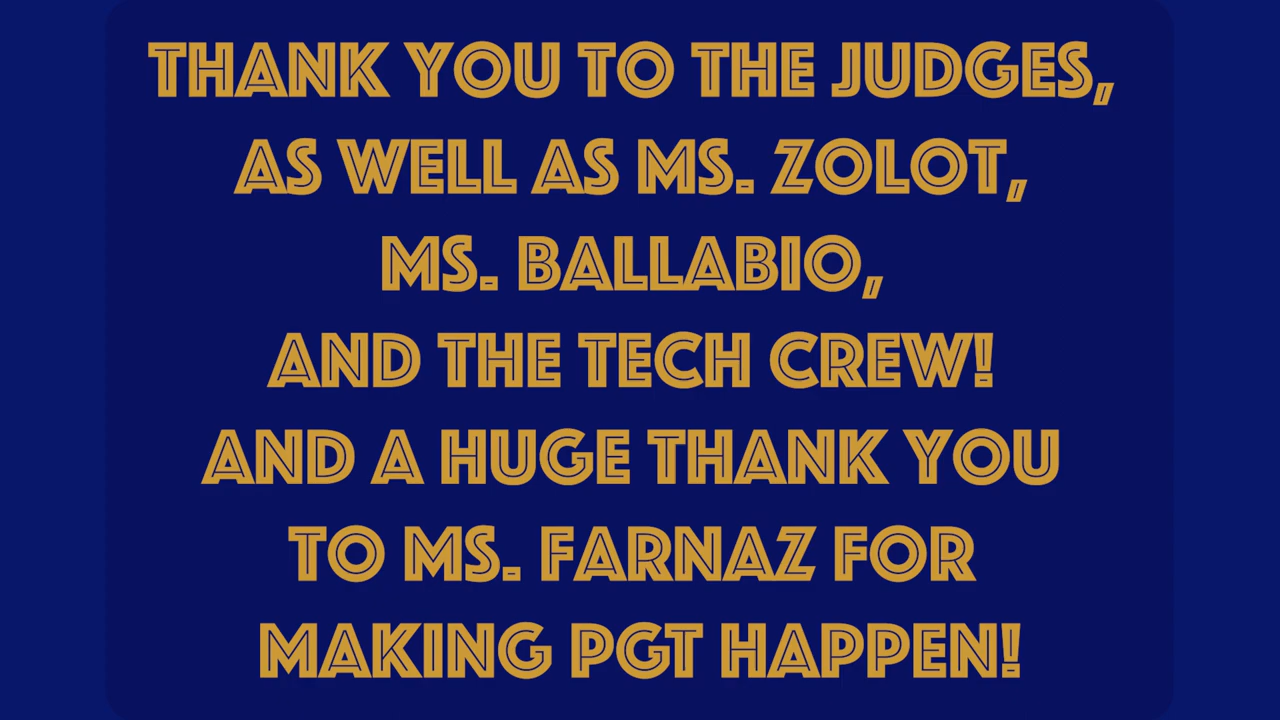 THANK YOU TO THE JUDGES,
AS WELL AS MS. ZOLOT,
MS. BALLABIO,
AND THE TECH CREW!
AND A HUGE THANK YOU
TO MS. FARNAZ FOR
MAKING PGT HAPPEN!